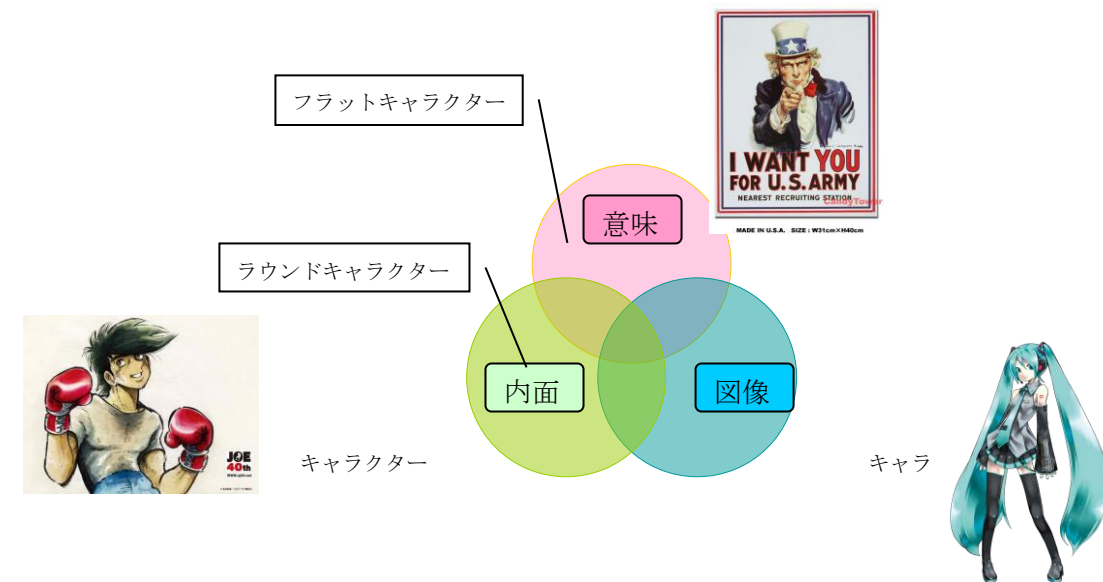 フラットキャラクター
I WANT YOU
FOR U.S. ARMY
NEAREST RECRUITING STATION
CandyTower
MADE IN U.S.A. SIZE : W31cm×H40cm
意味
ラウンドキャラクター
内面
図像
JOE
40th
キャラクター
キャラ